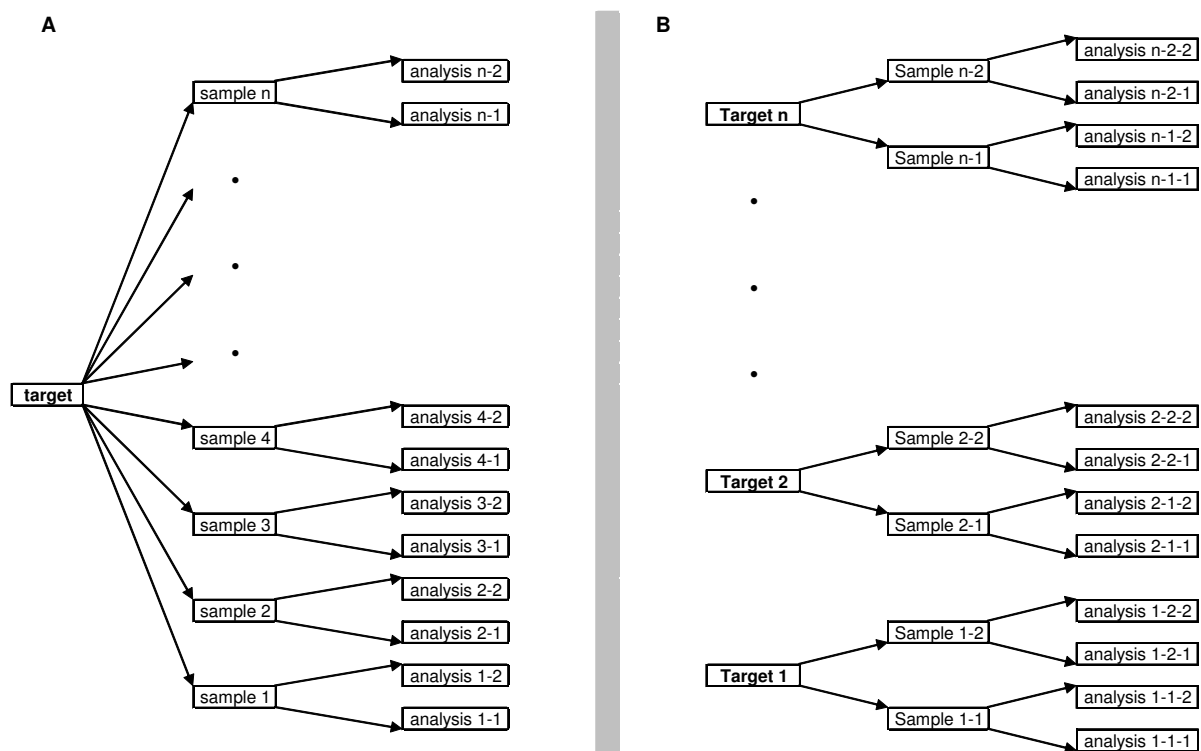 A
target
sample n
sample 4
sample 3
sample 2
sample 1
analysis n-2
analysis n-1
analysis 4-2
analysis 4-1
analysis 3-2
analysis 3-1
analysis 2-2
analysis 2-1
analysis 1-2
analysis 1-1
B
Target n
Sample n-2
Sample n-1
analysis n-2-2
analysis n-2-1
analysis n-1-2
analysis n-1-1
Target 2
Sample 2-2
Sample 2-1
analysis 2-2-2
analysis 2-2-1
analysis 2-1-2
analysis 2-1-1
Target 1
Sample 1-2
Sample 1-1
analysis 1-2-2
analysis 1-2-1
analysis 1-1-2
analysis 1-1-1